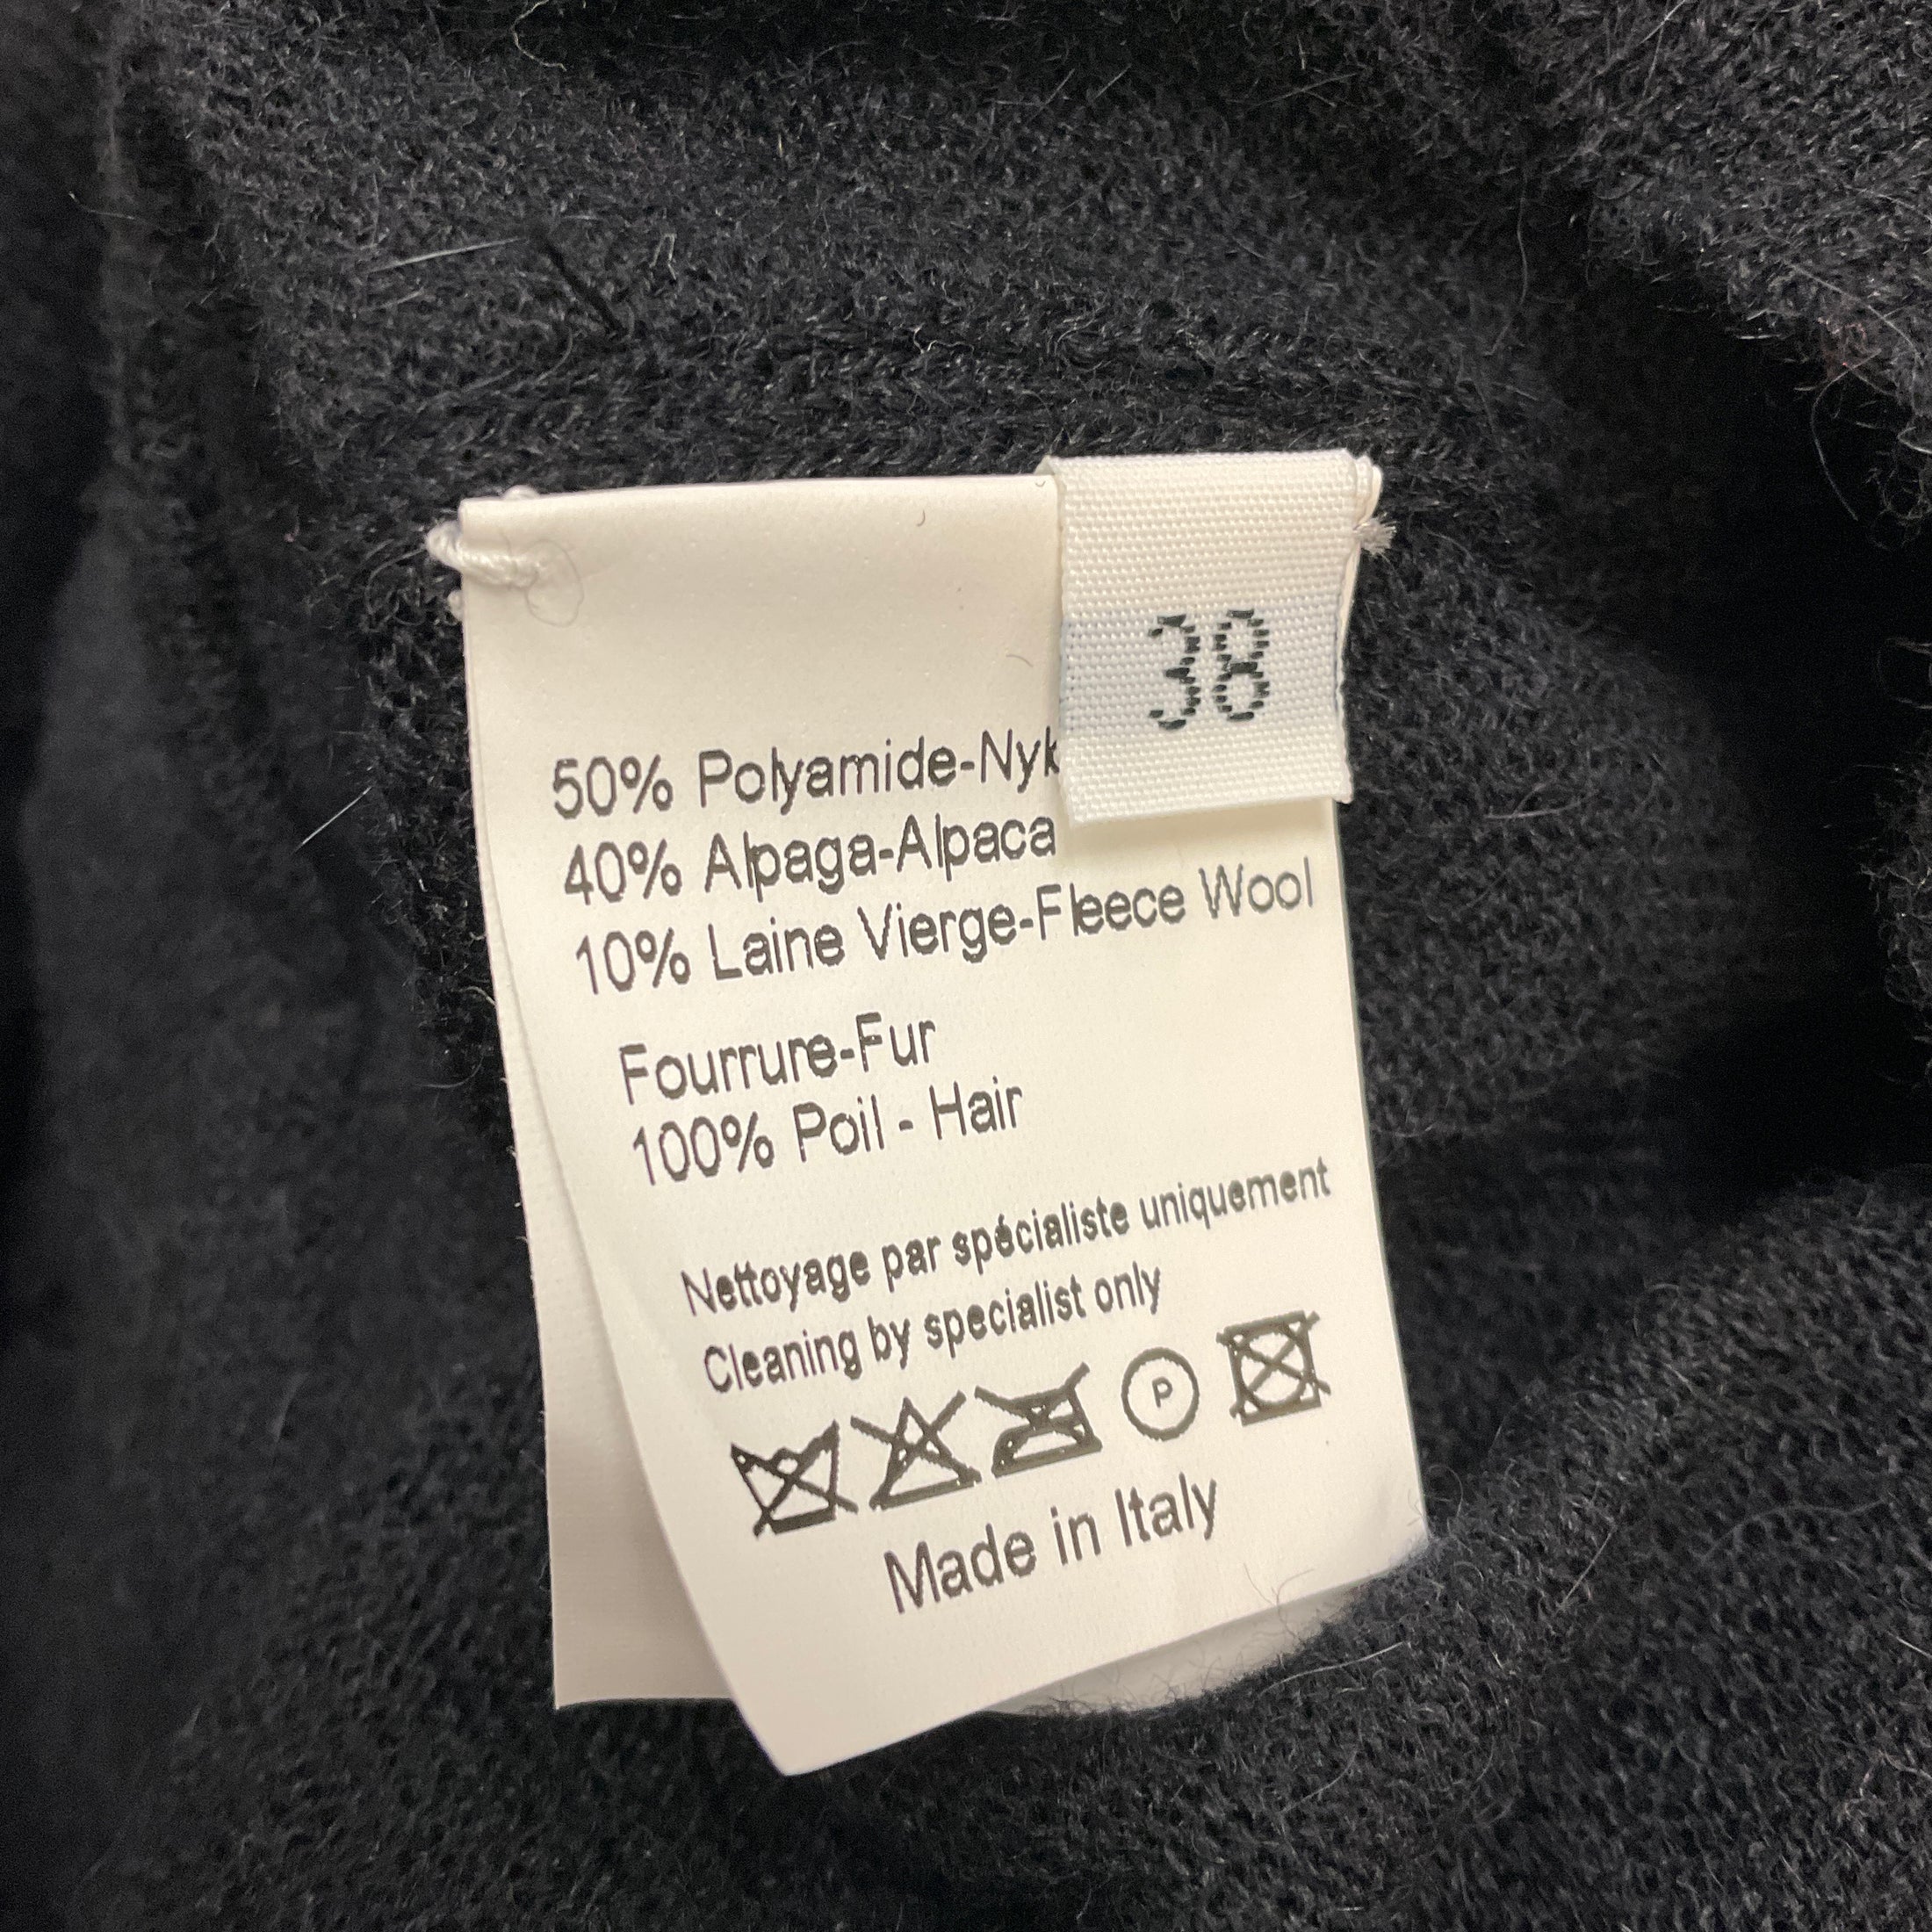 38
50% Polyamide-Nyl
40% Alpaga-Alpaca
10% Laine Vierge-Fleece Wool
Fourrure-Fur
100% Poil - Hair
Nettoyage par spécialiste uniquement
Cleaning by specialist only
P
Made in Italy